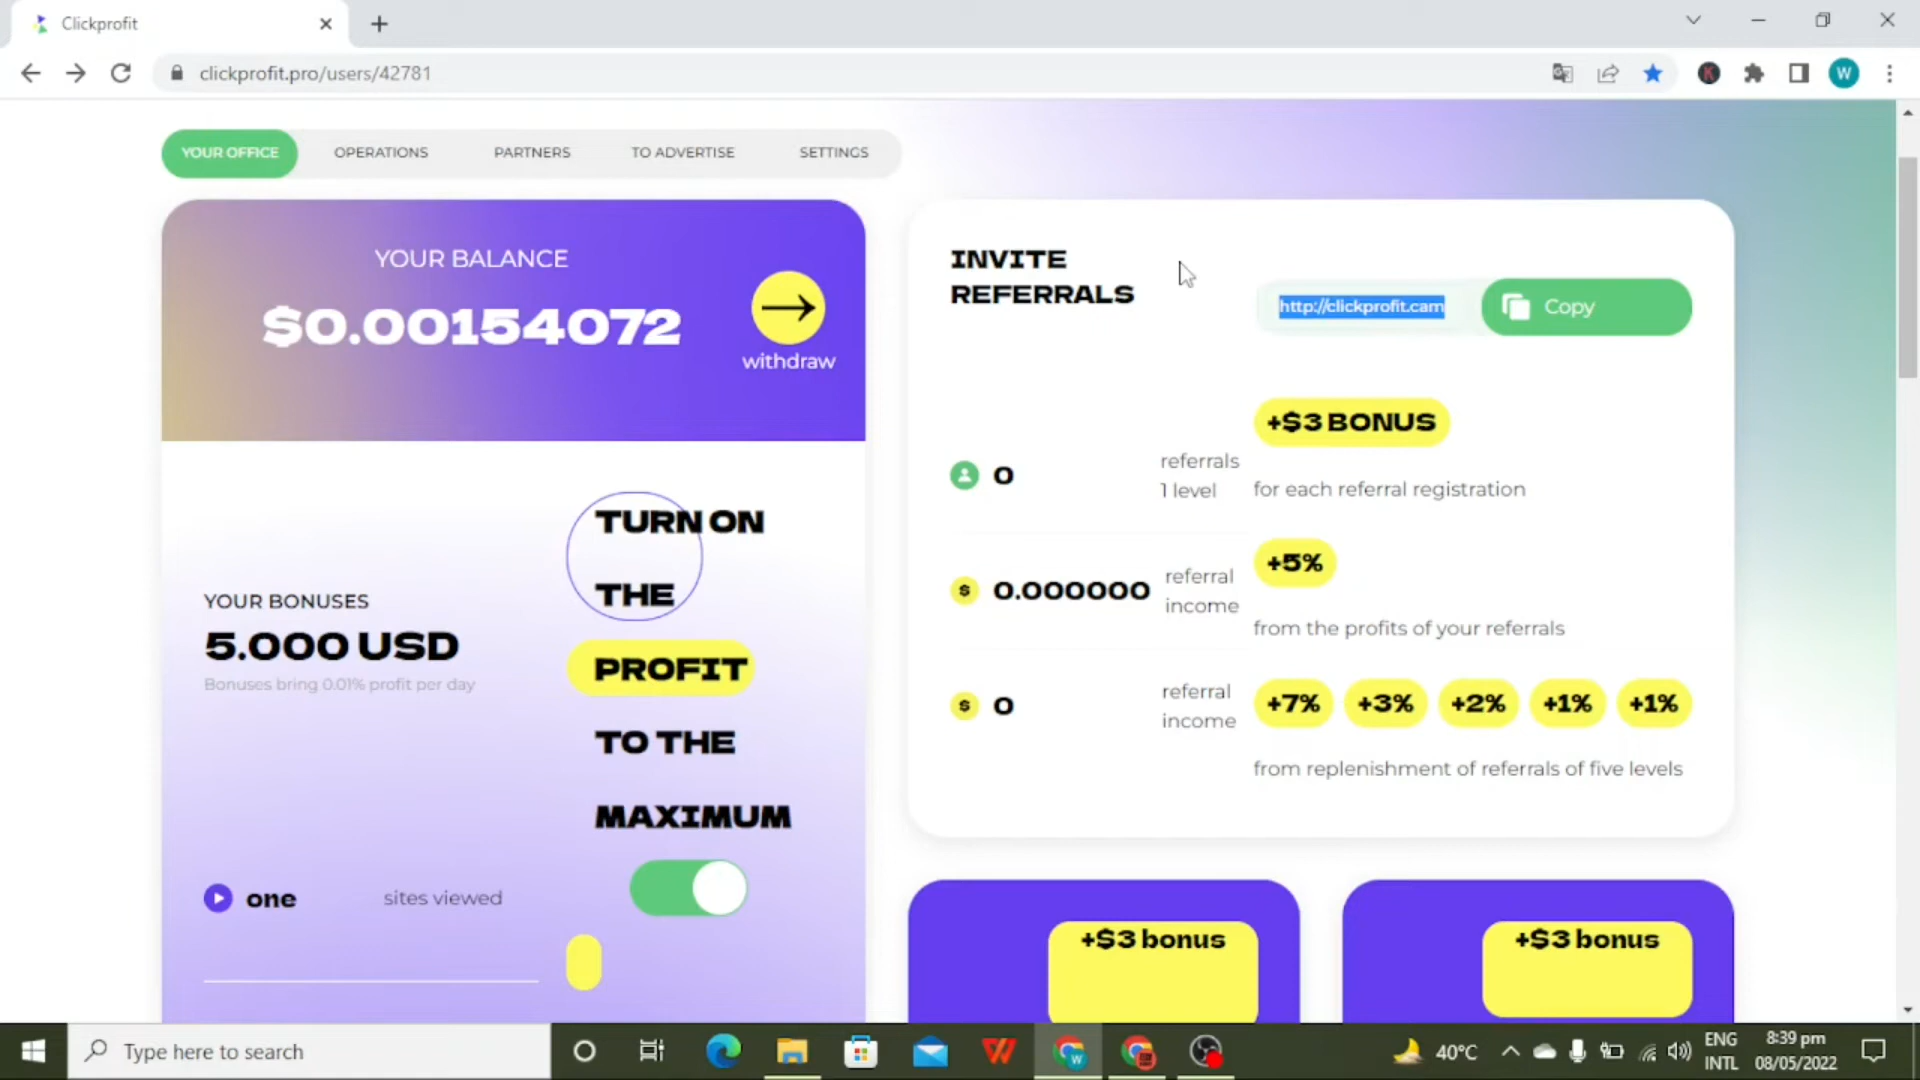 Clickprofit
clickprofit.pro/users/42781
W
YOUR OFFICE
OPERATIONS
PARTNERS
TO ADVERTISE
SETTINGS
YOUR BALANCE
$0.00154072
withdraw
YOUR BONUSES
5.000 USD
Bonuses bring 0.01% profit per day
TURN ON
THE
PROFIT
TO THE
MAXIMUM
one
sites viewed
INVITE
REFERRALS
http://clickprofit.cam
Copy
0
referrals
1 level
+$3 BONUS
for each referral registration
$ 0.000000
referral
income
+5%
from the profits of your referrals
$ 0
referral
income
+7% +3% +2% +1% +1%
from replenishment of referrals of five levels
+$3 bonus
+$3 bonus
Type here to search
40°C
ENG
INTL
8:39 pm
08/05/2022